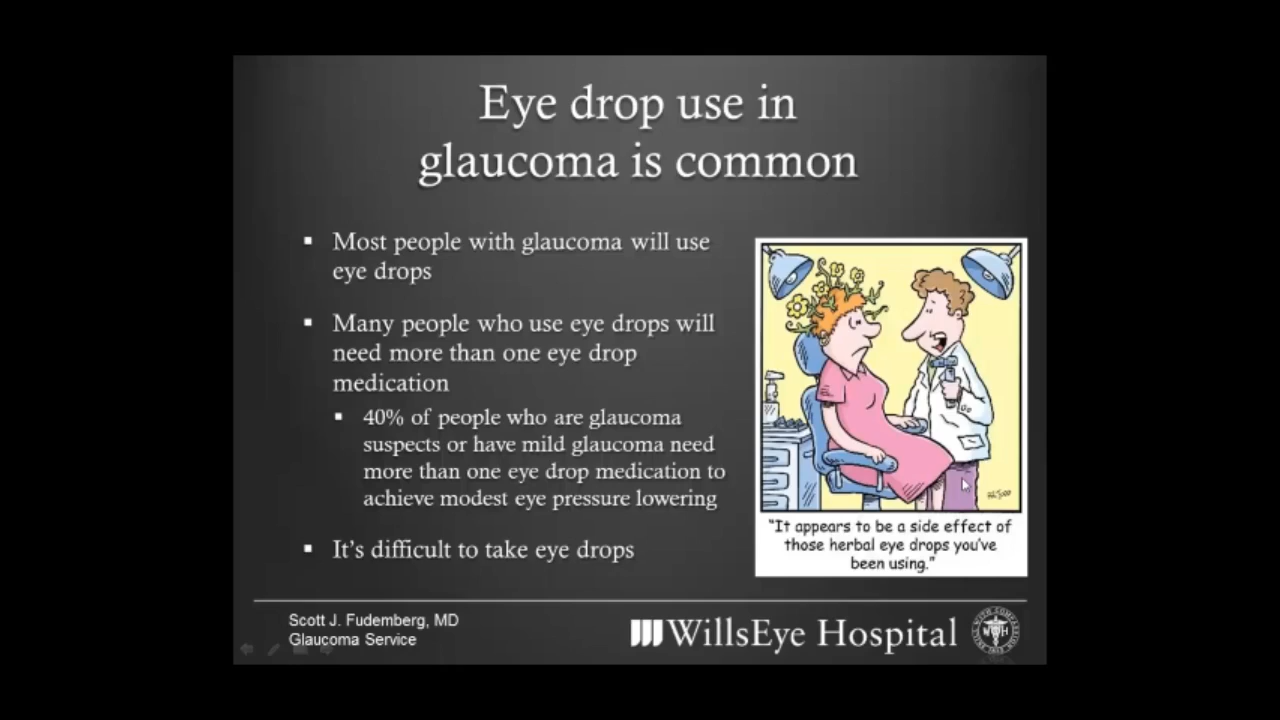 Eye drop use in
glaucoma is common
Most people with glaucoma will use
eye drops
Many people who use eye drops will
need more than one eye drop
medication
40% of people who are glaucoma
suspects or have mild glaucoma need
more than one eye drop medication to
achieve modest eye pressure lowering
It's difficult to take eye drops
"It appears to be a side effect of
those herbal eye drops you've
been using."
Scott J. Fudemberg, MD
Glaucoma Service
WillsEye Hospital